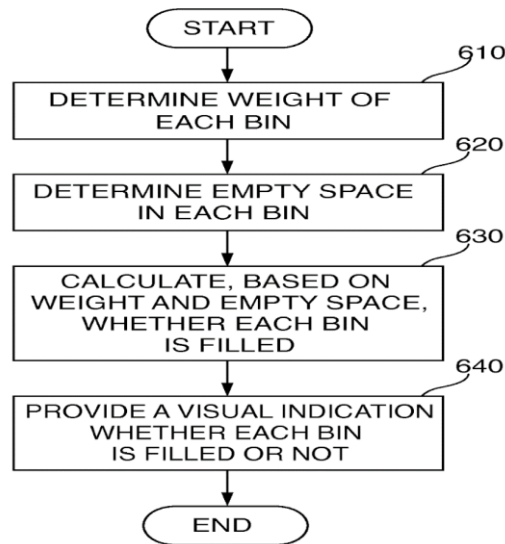 START
610
DETERMINE WEIGHT OF
EACH BIN
620
DETERMINE EMPTY SPACE
IN EACH BIN
630
CALCULATE, BASED ON
WEIGHT AND EMPTY SPACE,
WHETHER EACH BIN
IS FILLED
640
PROVIDE A VISUAL INDICATION
WHETHER EACH BIN
IS FILLED OR NOT
END